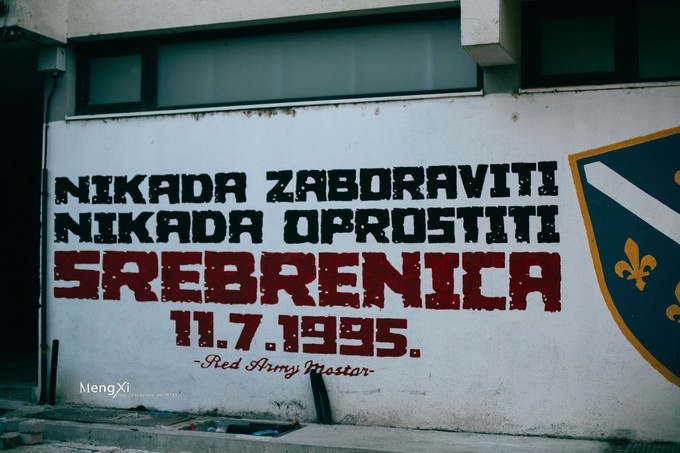 NIKADA ZABORAVITI
NIKADA OPROSTITI
SREBRENICA
11.7.1995.
-Red Army Mostar-
MengXi